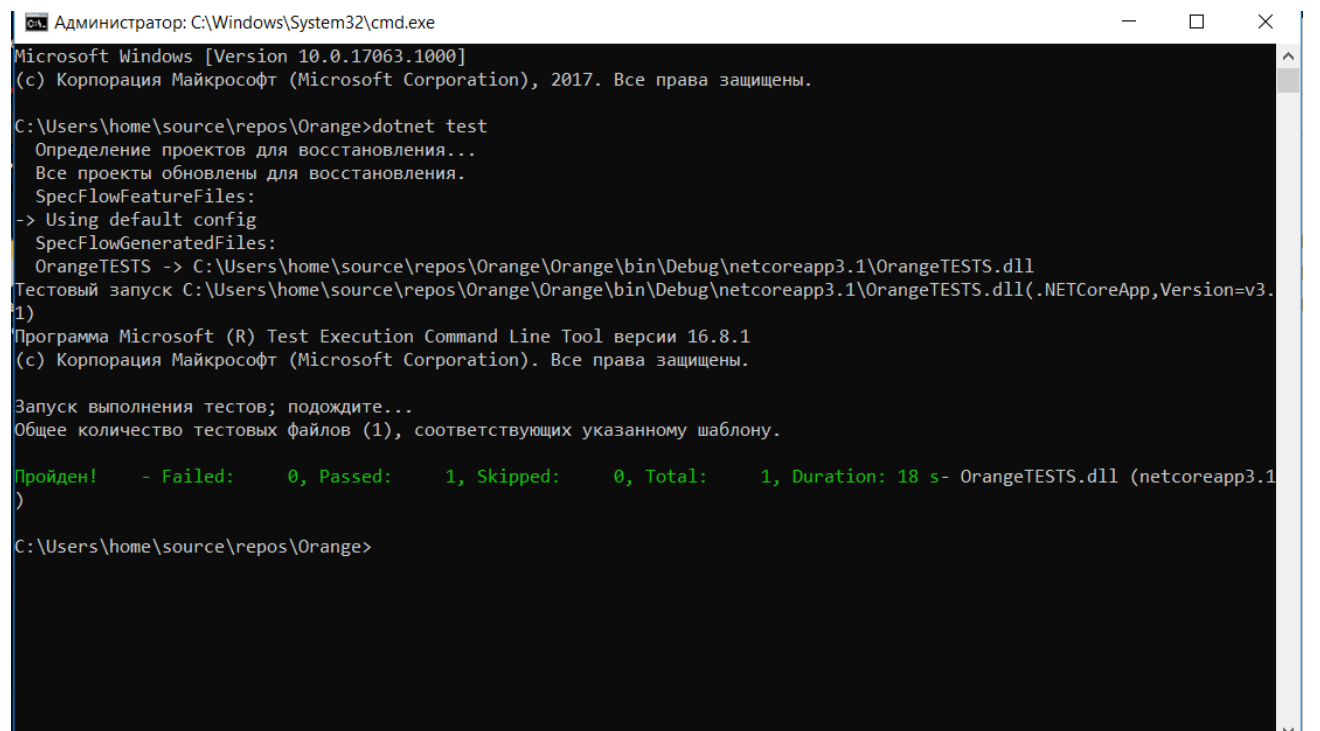 Администратор: C:\Windows\System32\cmd.exe
Microsoft Windows [Version 10.0.17063.1000]
(c) Корпорация Майкрософт (Microsoft Corporation), 2017. Все права защищены.
C:\Users\home\source\repos\Orange>dotnet test
Определение проектов для восстановления...
Все проекты обновлены для восстановления.
SpecFlowFeatureFiles:
-> Using default config
SpecFlowGeneratedFiles:
OrangeTESTS -> C:\Users\home\source\repos\Orange\Orange\bin\Debug\netcoreapp3.1\OrangeTESTS.dll
Тестовый запуск C:\Users\home\source\repos\Orange\Orange\bin\Debug\netcoreapp3.1\OrangeTESTS.dll(.NETCoreApp,Version=v3.
1)
Программа Microsoft (R) Test Execution Command Line Tool версии 16.8.1
(c) Корпорация Майкрософт (Microsoft Corporation). Все права защищены.
Запуск выполнения тестов; подождите...
Общее количество тестовых файлов (1), соответствующих указанному шаблону.
Пройден!    - Failed:     0, Passed:     1, Skipped:     0, Total:     1, Duration: 18 s- OrangeTESTS.dll (netcoreapp3.1
)
C:\Users\home\source\repos\Orange>